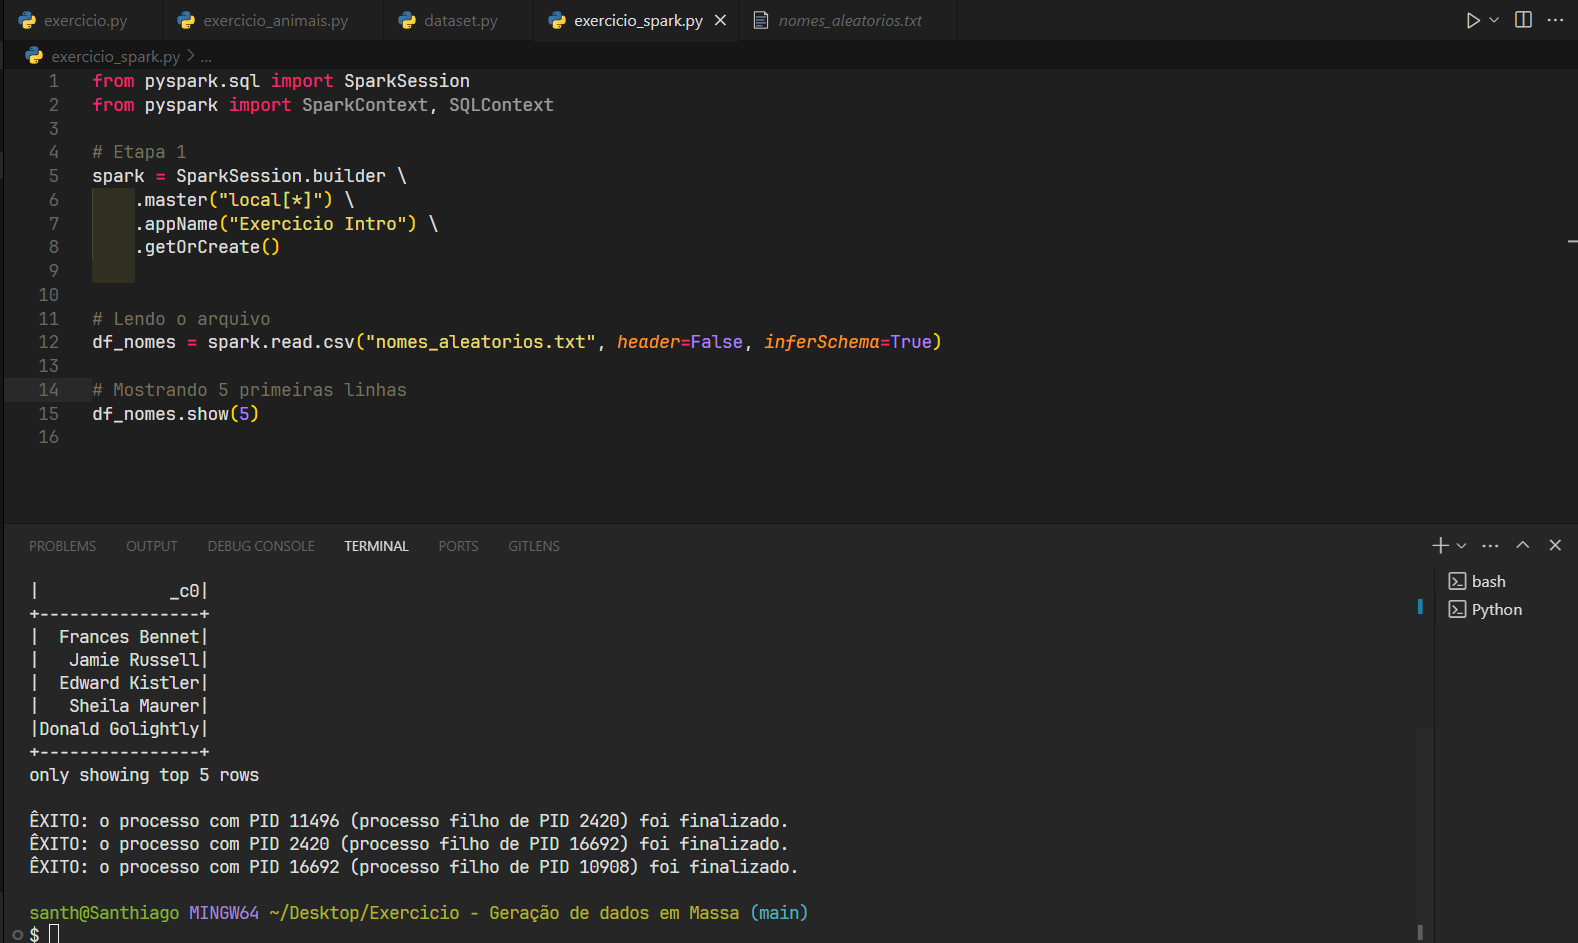 exercicio.py exercicio_animais.py dataset.py exercicio_spark.py nomes_aleatorios.txt
exercicio_spark.py > ...
1 from pyspark.sql import SparkSession
2 from pyspark import SparkContext, SQLContext
3
4 # Etapa 1
5 spark = SparkSession.builder \
6     .master("local[*]") \
7     .appName("Exercicio Intro") \
8     .getOrCreate()
9
10
11 # Lendo o arquivo
12 df_nomes = spark.read.csv("nomes_aleatorios.txt", header=False, inferSchema=True)
13
14 # Mostrando 5 primeiras linhas
15 df_nomes.show(5)
16
PROBLEMS OUTPUT DEBUG CONSOLE TERMINAL PORTS GITLENS
|             _c0|
+----------------+
|  Frances Bennet|
|   Jamie Russell|
|  Edward Kistler|
|   Sheila Maurer|
|Donald Golightly|
+----------------+
only showing top 5 rows
ÊXITO: o processo com PID 11496 (processo filho de PID 2420) foi finalizado.
ÊXITO: o processo com PID 2420 (processo filho de PID 16692) foi finalizado.
ÊXITO: o processo com PID 16692 (processo filho de PID 10908) foi finalizado.
santh@Santhiago MINGW64 ~/Desktop/Exercicio - Geração de dados em Massa (main)
$
bash
Python